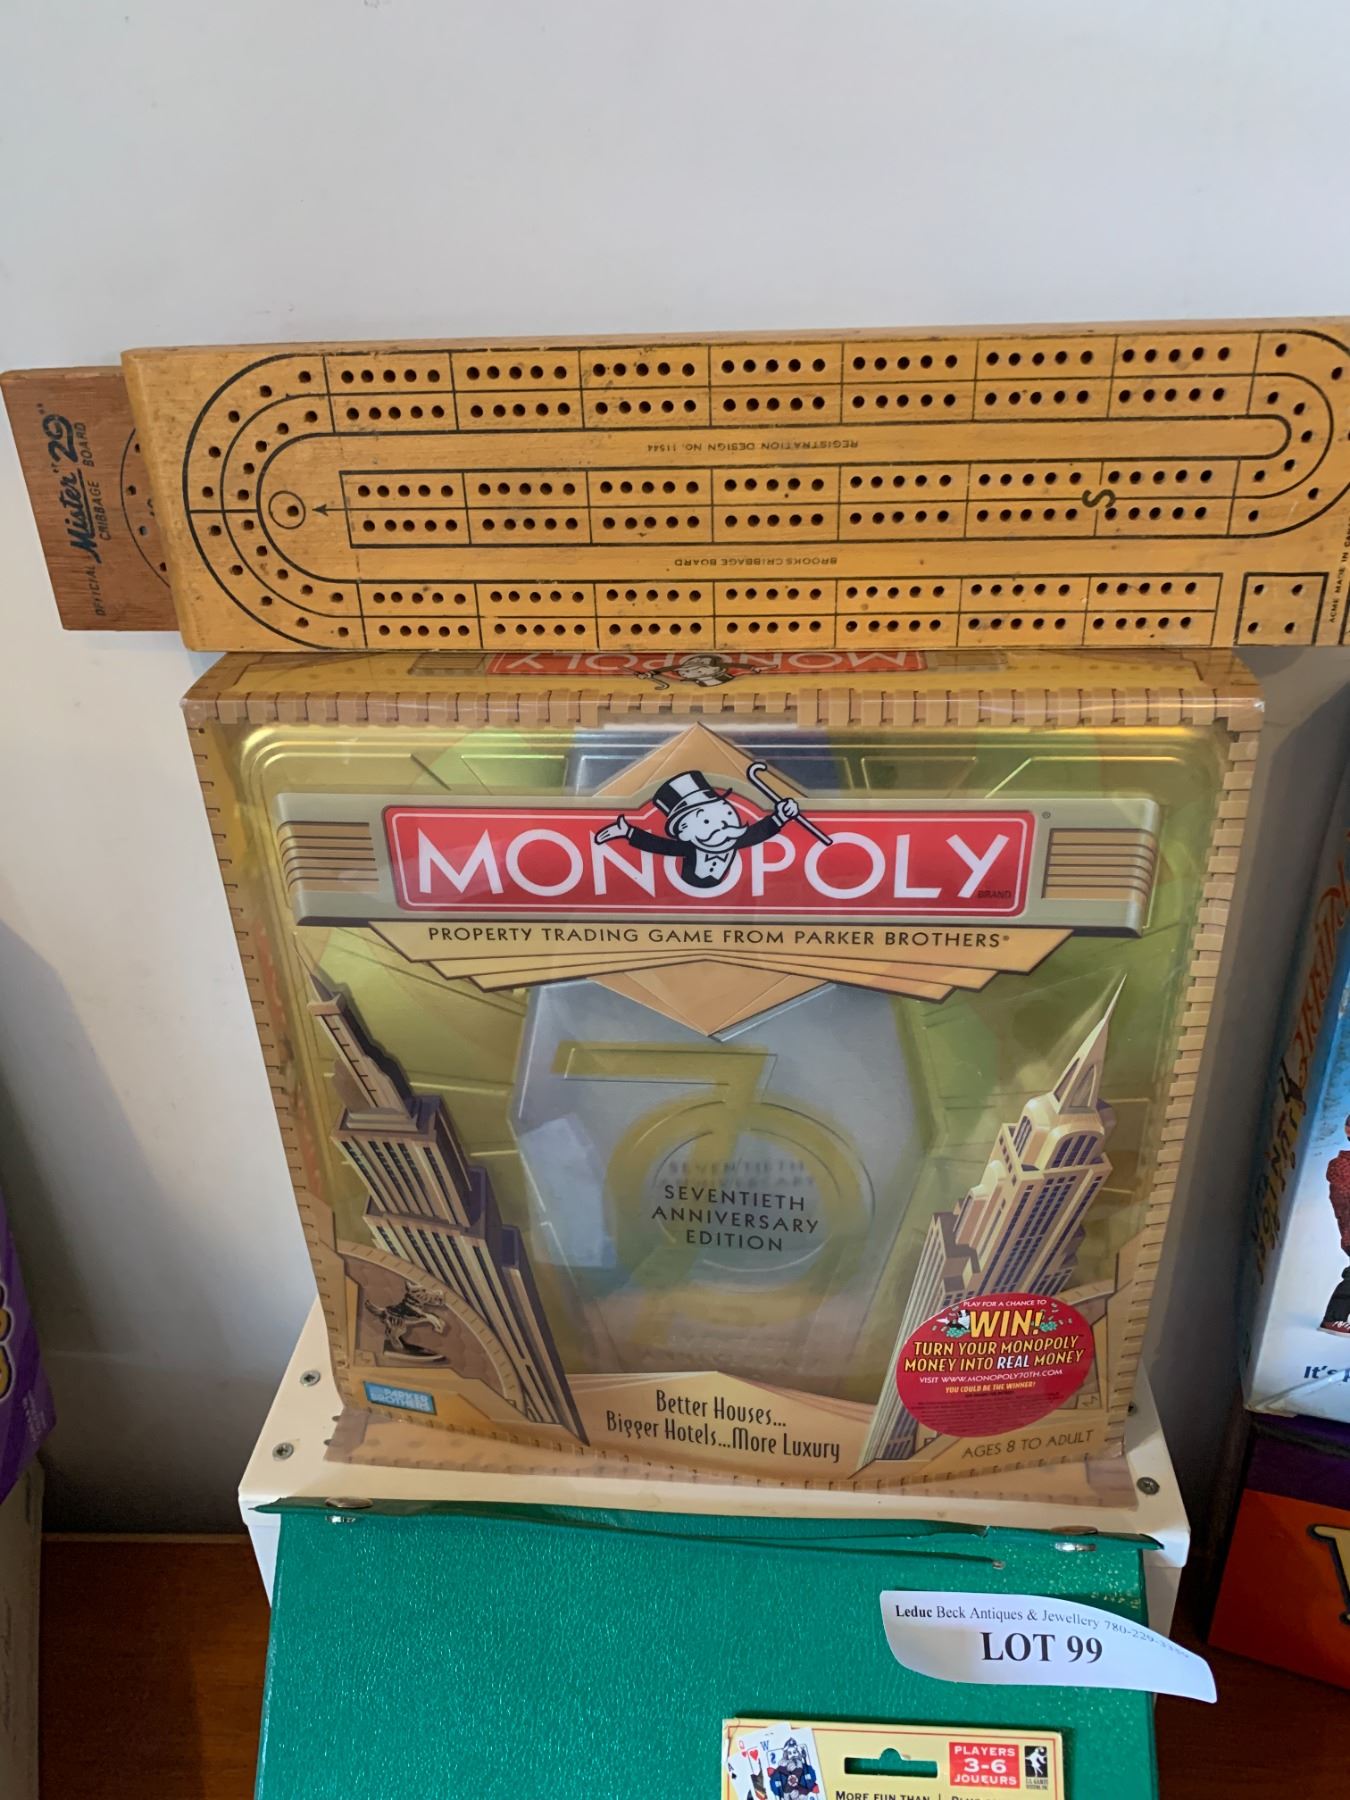 OFFICIAL
Mister "29"
CRIBBAGE BOARD
REGISTRATION DESIGN NO. 11544
S
BROOKS CRIBBAGE BOARD
ACME MADE IN
MONOPOLY
MONOPOLY
BRAND
PROPERTY TRADING GAME FROM PARKER BROTHERS®
70
SEVENTIETH
ANNIVERSARY
EDITION
PLAY FOR A CHANCE TO
WIN!
TURN YOUR MONOPOLY
MONEY INTO REAL MONEY
VISIT WWW.MONOPOLY70TH.COM
YOU COULD BE THE WINNER!
PARKER
BROTHERS
Better Houses...
Bigger Hotels...More Luxury
AGES 8 TO ADULT
It's
Leduc Beck Antiques & Jewellery 780-229-
LOT 99
PLAYERS
3-6
JOUEURS
MORE FUN THAN